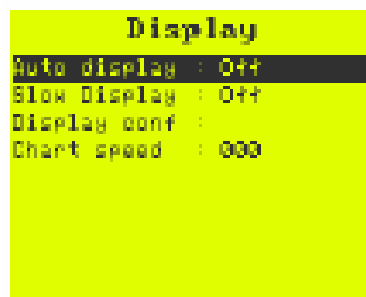 Display
Auto display : Off
Slow Display : Off
Display conf :
Chart speed : 000